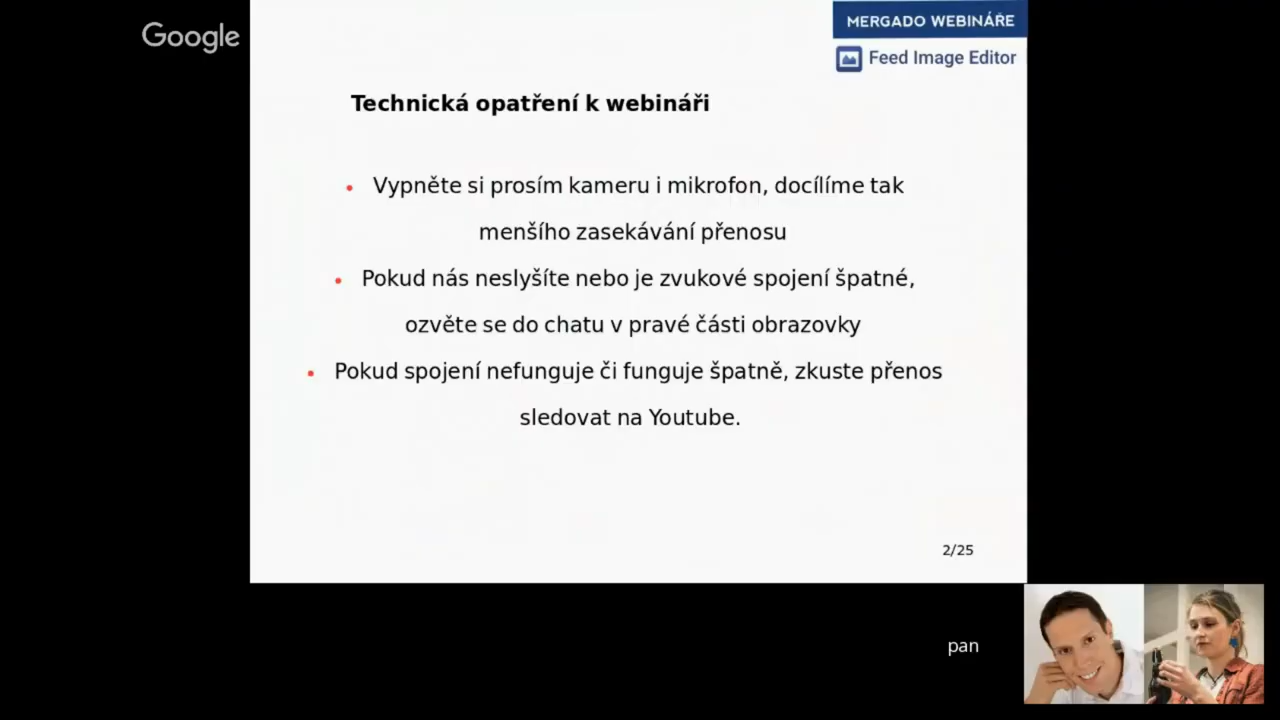 Google
MERGADO WEBINÁŘE
Feed Image Editor
Technická opatření k webináři
• Vypněte si prosím kameru i mikrofon, docílíme tak
menšího zasekávání přenosu
• Pokud nás neslyšíte nebo je zvukové spojení špatné,
ozvěte se do chatu v pravé části obrazovky
• Pokud spojení nefunguje či funguje špatně, zkuste přenos
sledovat na Youtube.
2/25
pan